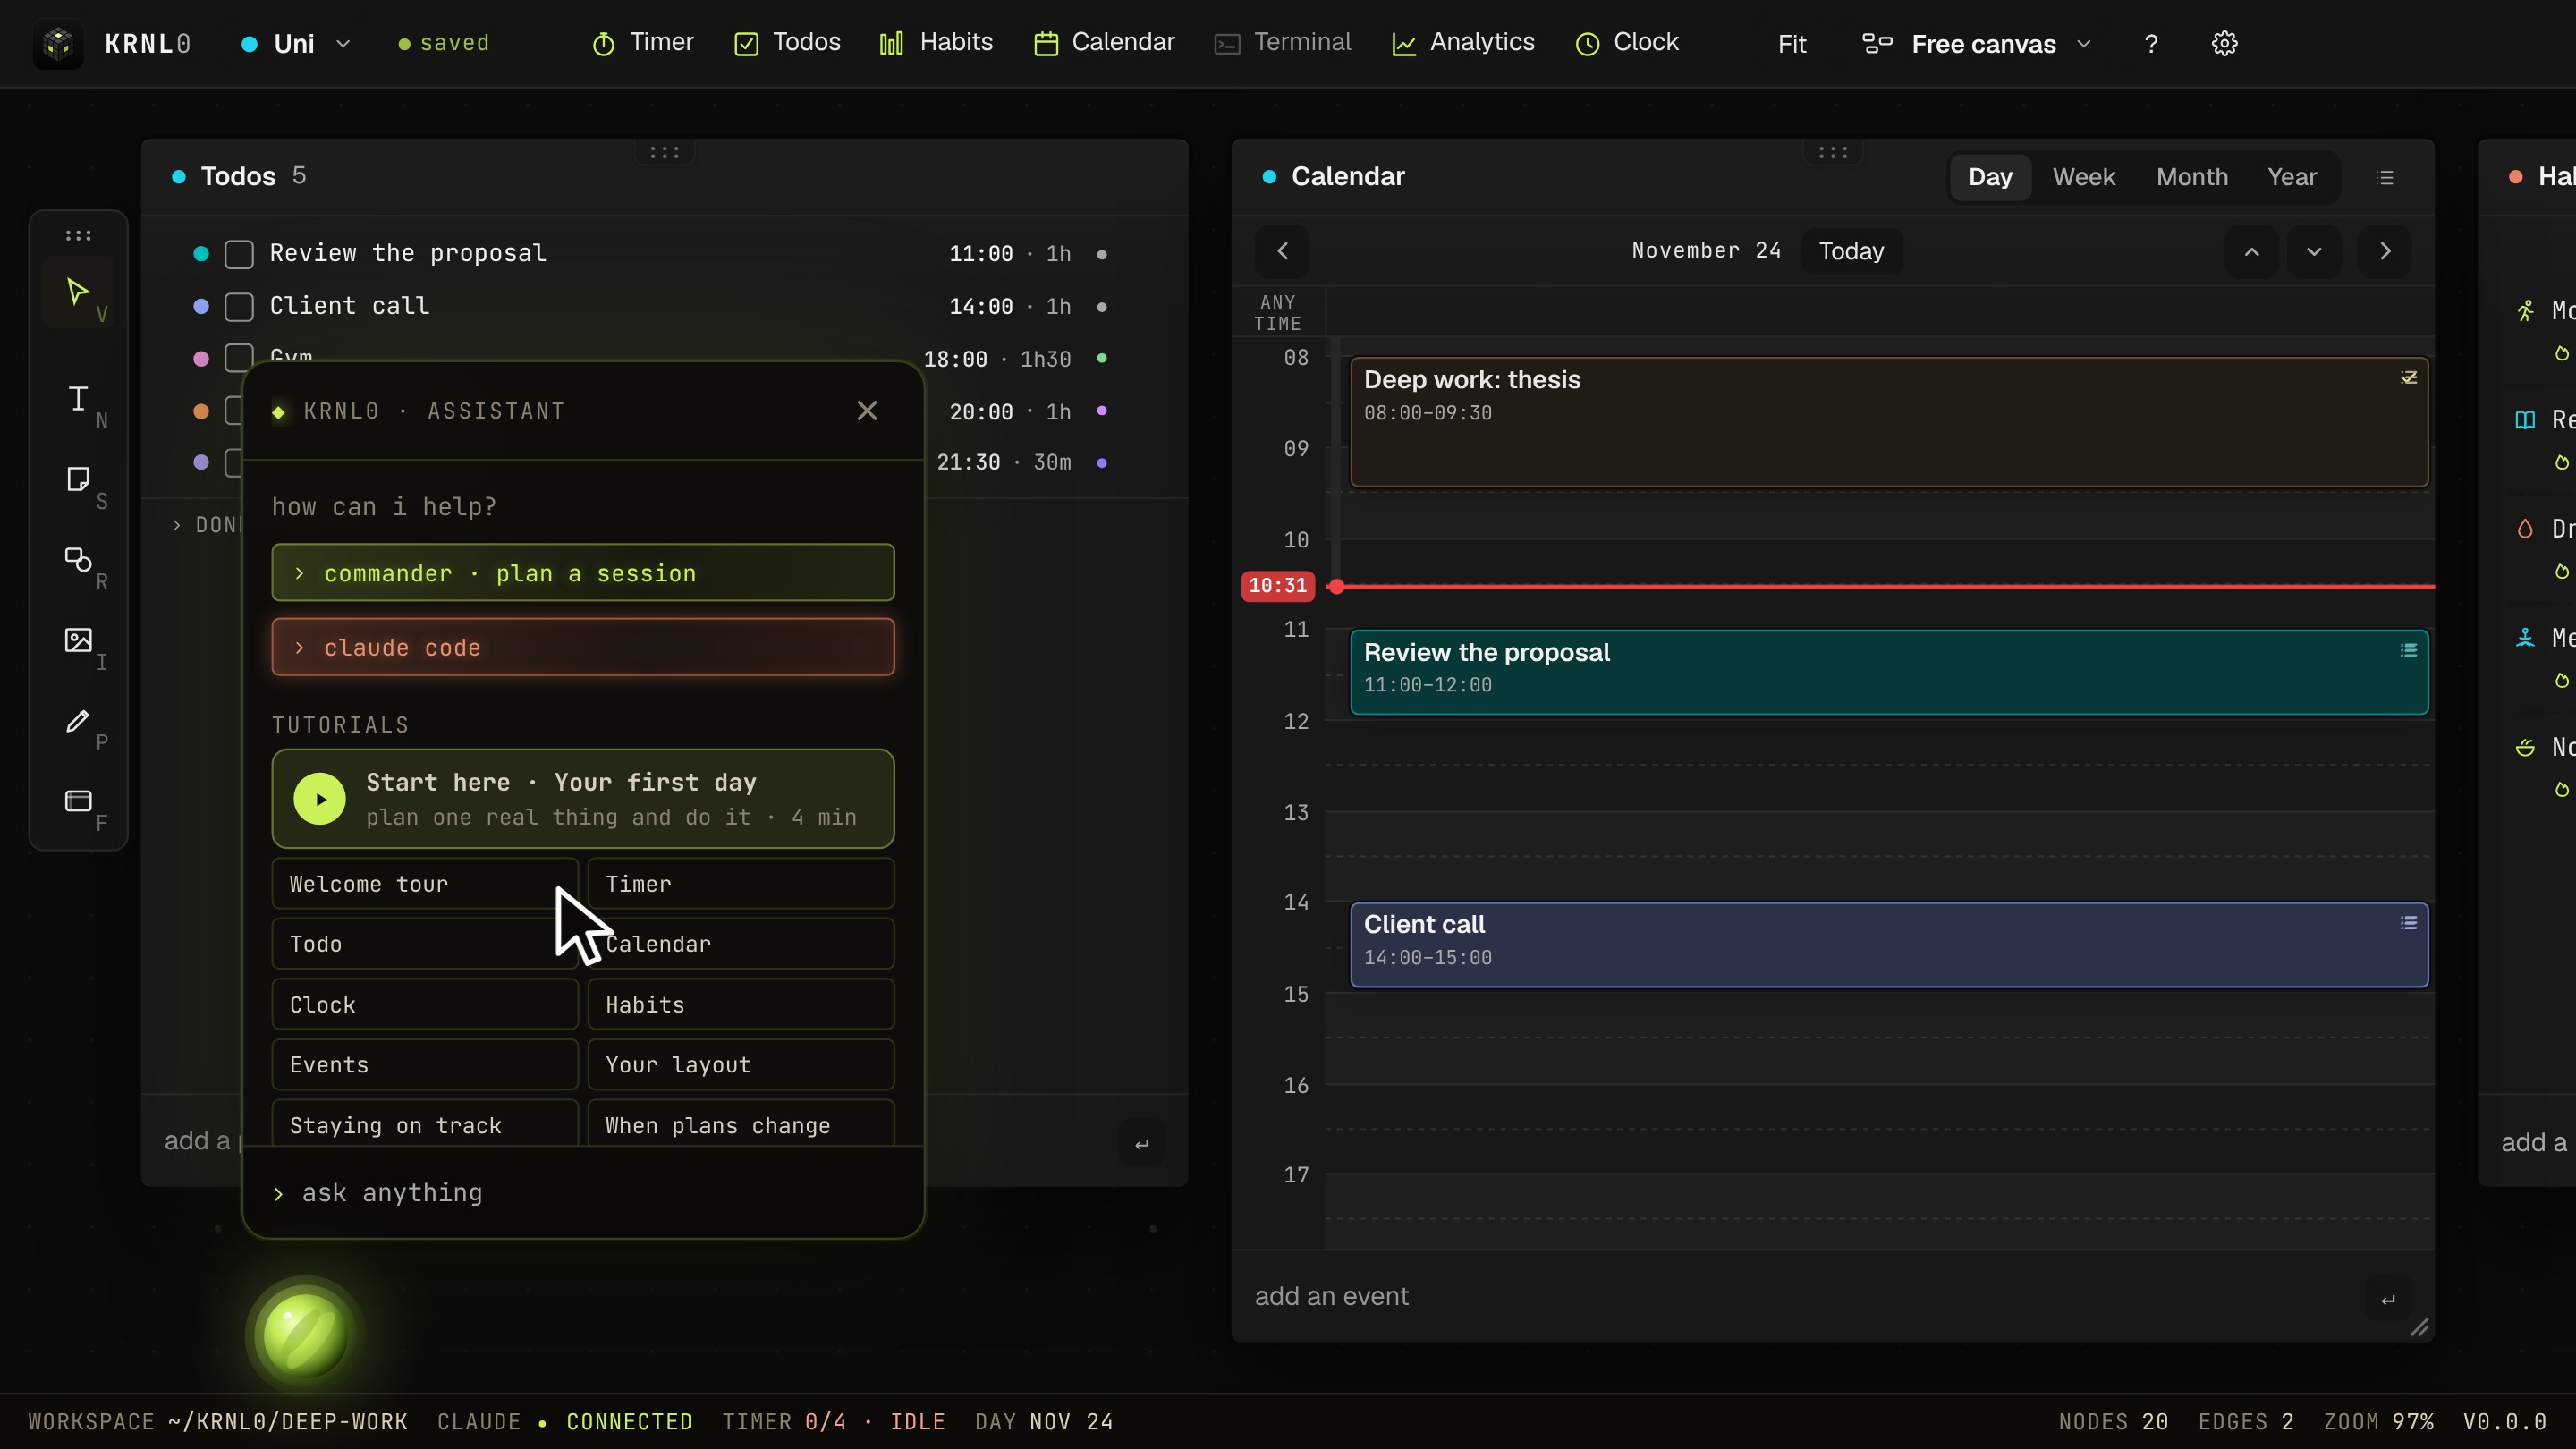 KRNL0
Uni
saved
Timer
Todos
Habits
Calendar
Terminal
Analytics
Clock
Fit
Free canvas
?
V
N
S
R
I
P
F
Todos 5
Review the proposal 11:00 · 1h
Client call 14:00 · 1h
Gym 18:00 · 1h30
20:00 · 1h
21:30 · 30m
add a
KRNL0 · ASSISTANT
how can i help?
commander · plan a session
claude code
TUTORIALS
Start here · Your first day
plan one real thing and do it · 4 min
Welcome tour
Timer
Todo
Calendar
Clock
Habits
Events
Your layout
Staying on track
When plans change
ask anything
Calendar
Day Week Month Year
November 24 Today
ANY
TIME
08
Deep work: thesis
08:00–09:30
09
10
10:31
11
Review the proposal
11:00–12:00
12
13
14
Client call
14:00–15:00
15
16
17
add an event
add a
WORKSPACE ~/KRNL0/DEEP-WORK CLAUDE • CONNECTED TIMER 0/4 · IDLE DAY NOV 24
NODES 20 EDGES 2 ZOOM 97% V0.0.0